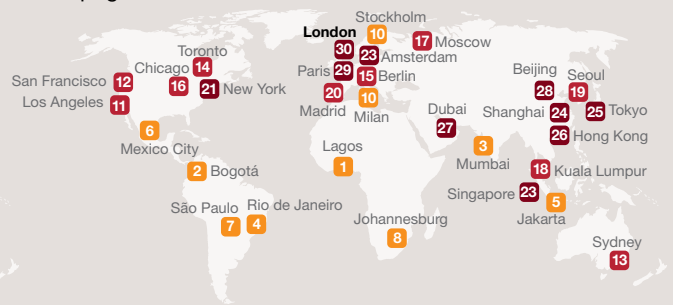 Stockholm
10
London
30
17 Moscow
23
Amsterdam
Toronto
14
Chicago
16
Paris 29
15 Berlin
San Francisco 12
21 New York
Los Angeles 11
20
Madrid
10
Milan
Beijing
28
Seoul
19
Dubai
27
Shanghai 24
25 Tokyo
26 Hong Kong
6
Mexico City
Lagos
1
3
Mumbai
2 Bogotá
18 Kuala Lumpur
Singapore 23
5
Jakarta
São Paulo
7
Rio de Janeiro
4
Johannesburg
8
Sydney
13